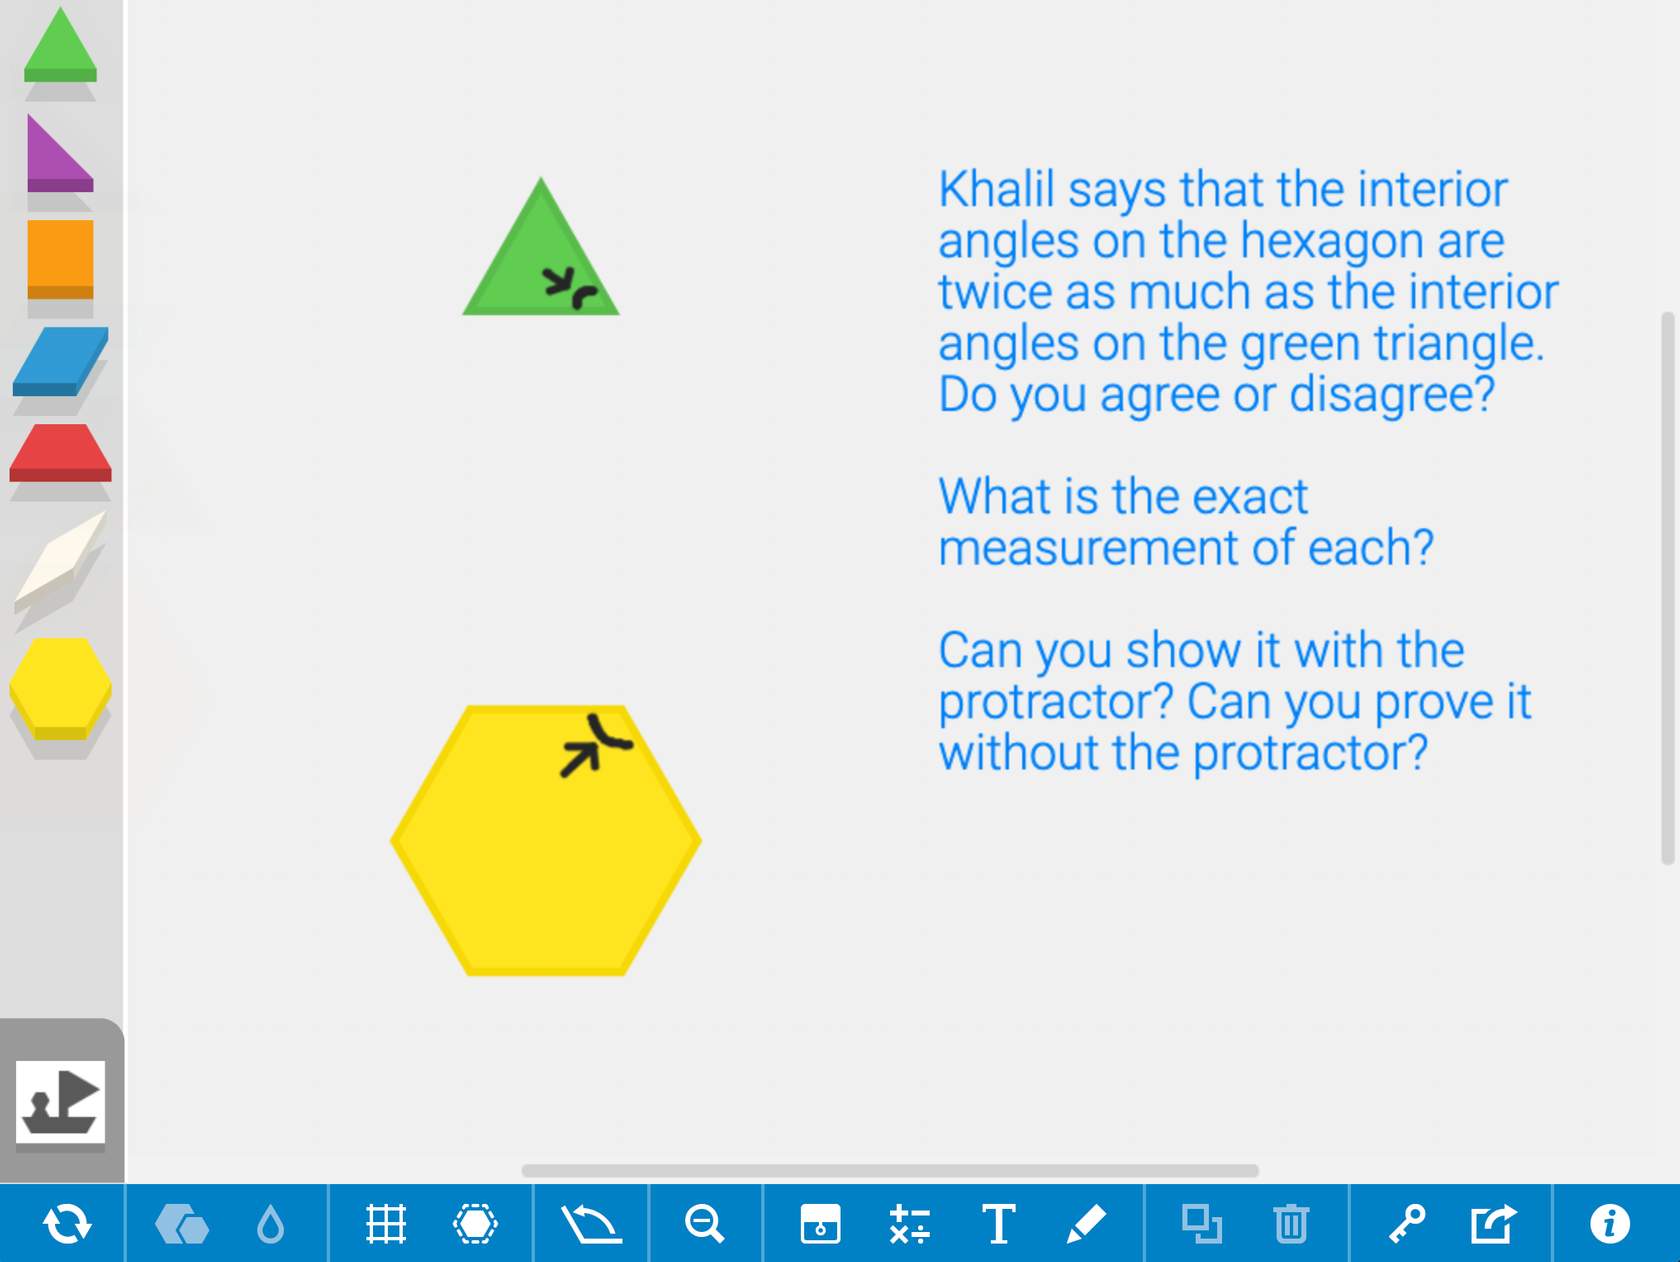 Khalil says that the interior
angles on the hexagon are
twice as much as the interior
angles on the green triangle.
Do you agree or disagree?
What is the exact
measurement of each?
Can you show it with the
protractor? Can you prove it
without the protractor?